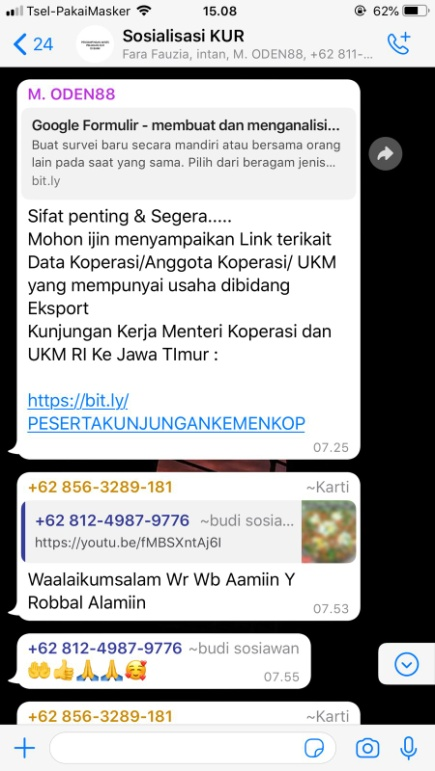 Tsel-PakaiMasker 15.08 62%
24 Sosialisasi KUR
Fara Fauzia, intan, M. ODEN88, +62 811-...
M. ODEN88
Google Formulir - membuat dan menganalisi...
Buat survei baru secara mandiri atau bersama orang
lain pada saat yang sama. Pilih dari beragam jenis...
bit.ly
Sifat penting & Segera.....
Mohon ijin menyampaikan Link terikait
Data Koperasi/Anggota Koperasi/ UKM
yang mempunyai usaha dibidang
Eksport
Kunjungan Kerja Menteri Koperasi dan
UKM RI Ke Jawa TImur :
https://bit.ly/
PESERTAKUNJUNGANKEMENKOP
07.25
+62 856-3289-181 ~Karti
+62 812-4987-9776 ~budi sosia...
https://youtu.be/fMBSXntAj6I
Waalaikumsalam Wr Wb Aamiin Y
Robbal Alamiin
07.53
+62 812-4987-9776 ~budi sosiawan
🤲👍🙏🙏🥰
07.55
+62 856-3289-181 ~Karti